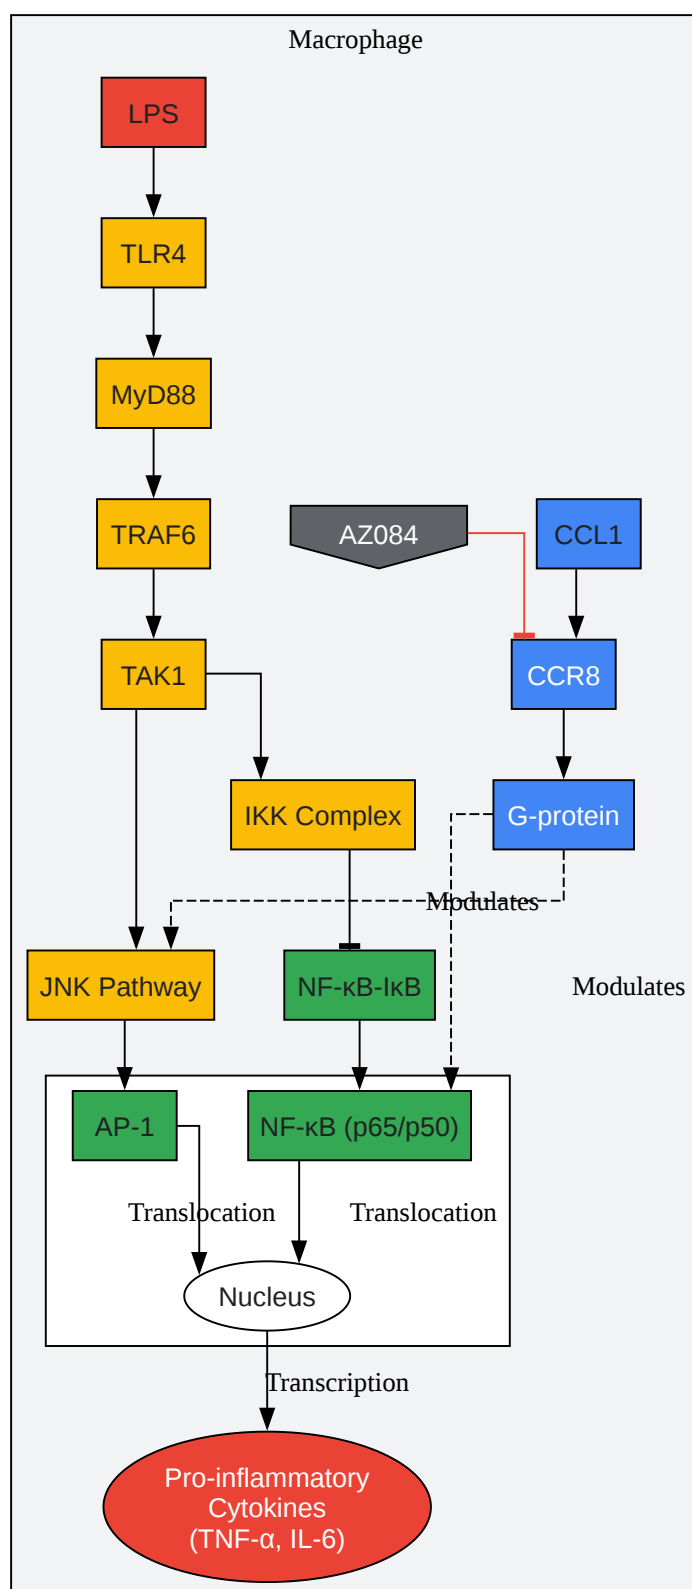 Macrophage
LPS
TLR4
MyD88
TRAF6
AZ084
CCL1
TAK1
CCR8
IKK Complex
G-protein
Modulates
JNK Pathway
NF-κB-IκB
Modulates
AP-1
NF-κB (p65/p50)
Translocation
Translocation
Nucleus
Transcription
Pro-inflammatory
Cytokines
(TNF-α, IL-6)